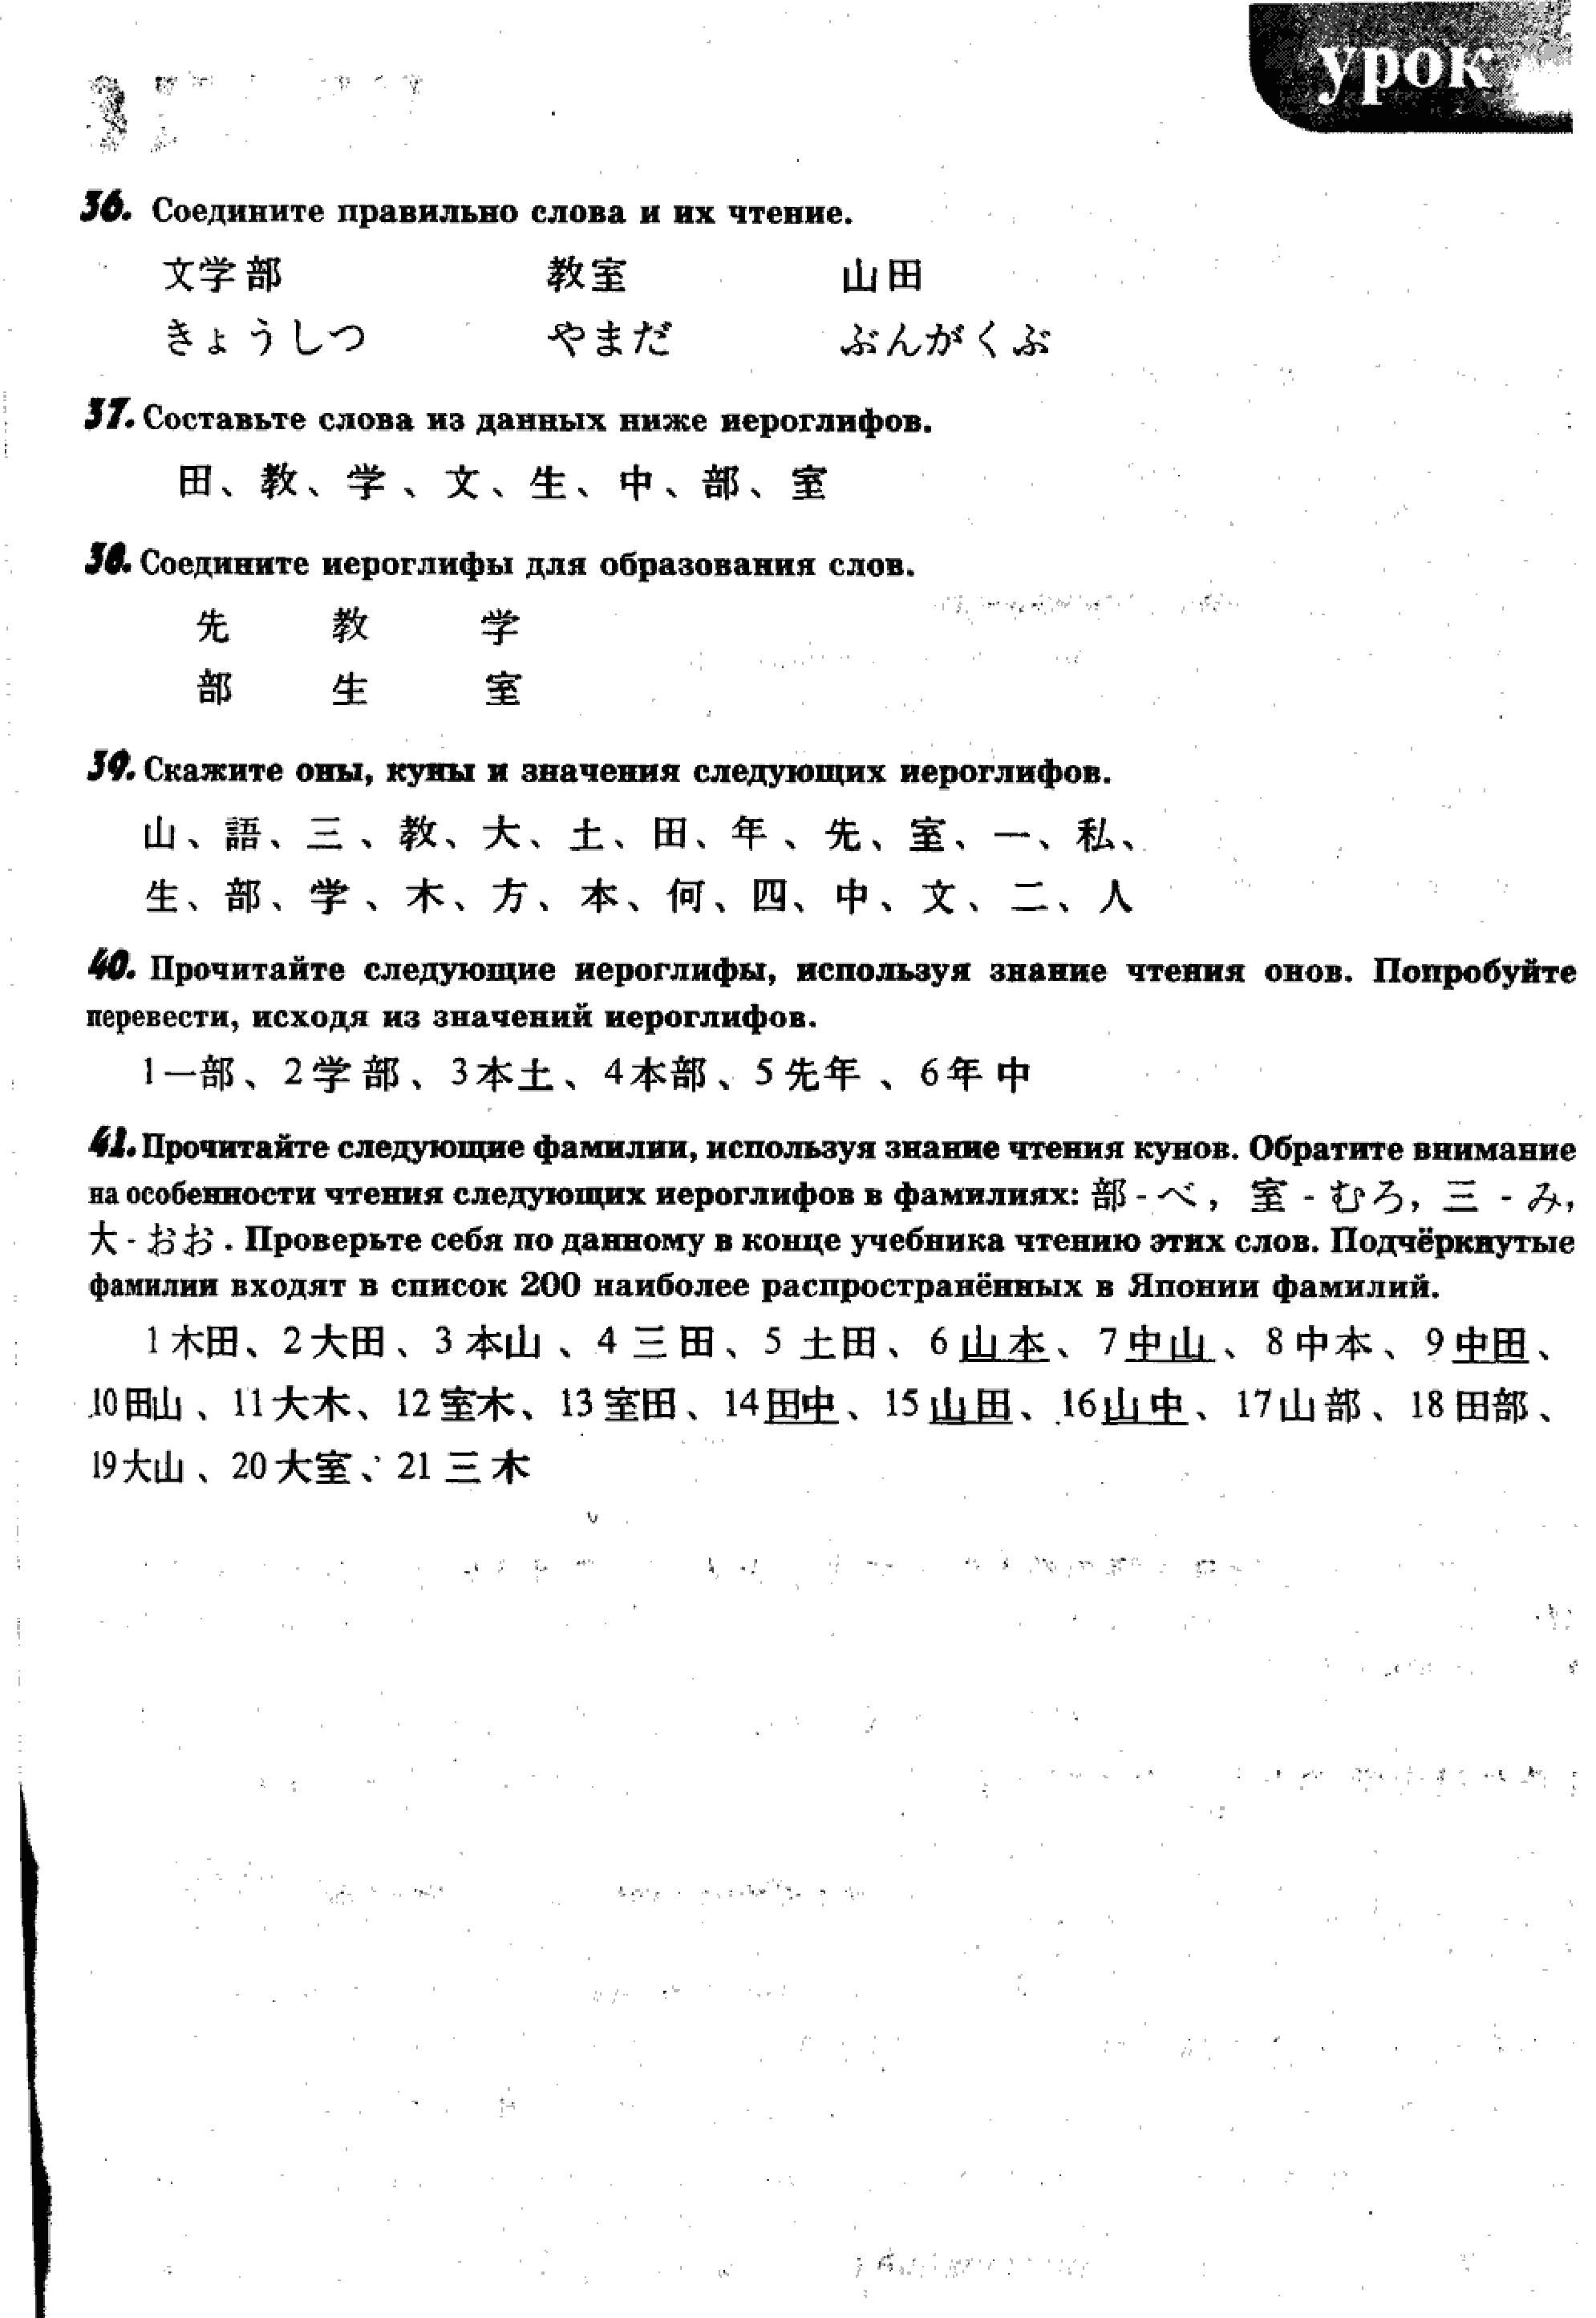 урок
36. Соедините правильно слова и их чтение.
文学部 教室 山田
きょうしつ やまだ ぶんがくぶ
37. Составьте слова из данных ниже иероглифов.
田、教、学、文、生、中、部、室
38. Соедините иероглифы для образования слов.
先 教 学
部 生 室
39. Скажите оны, куны и значения следующих иероглифов.
山、語、三、教、大、土、田、年、先、室、一、私、
生、部、学、木、方、本、何、四、中、文、二、人
40. Прочитайте следующие иероглифы, используя знание чтения онов. Попробуйте
перевести, исходя из значений иероглифов.
1一部、2学部、3本土、4本部、5先年、6年中
41. Прочитайте следующие фамилии, используя знание чтения кунов. Обратите внимание
на особенности чтения следующих иероглифов в фамилиях: 部 - べ, 室 - むろ, 三 - み,
大 - おお. Проверьте себя по данному в конце учебника чтению этих слов. Подчёркнутые
фамилии входят в список 200 наиболее распространённых в Японии фамилий.
1木田、2大田、3本山、4三田、5土田、6山本、7中山、8中本、9中田、
10田山、11大木、12室木、13室田、14田中、15山田、16山中、17山部、18田部、
19大山、20大室、21三木